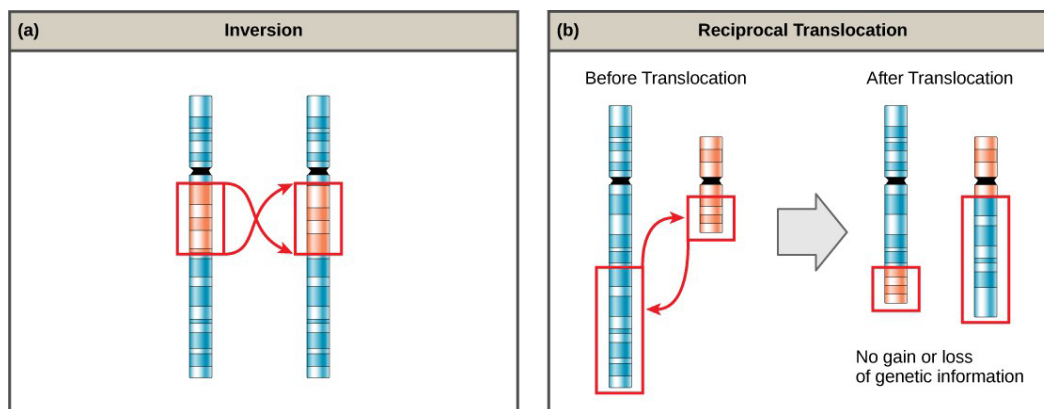 (a) Inversion
(b) Reciprocal Translocation
Before Translocation
After Translocation
No gain or loss
of genetic information